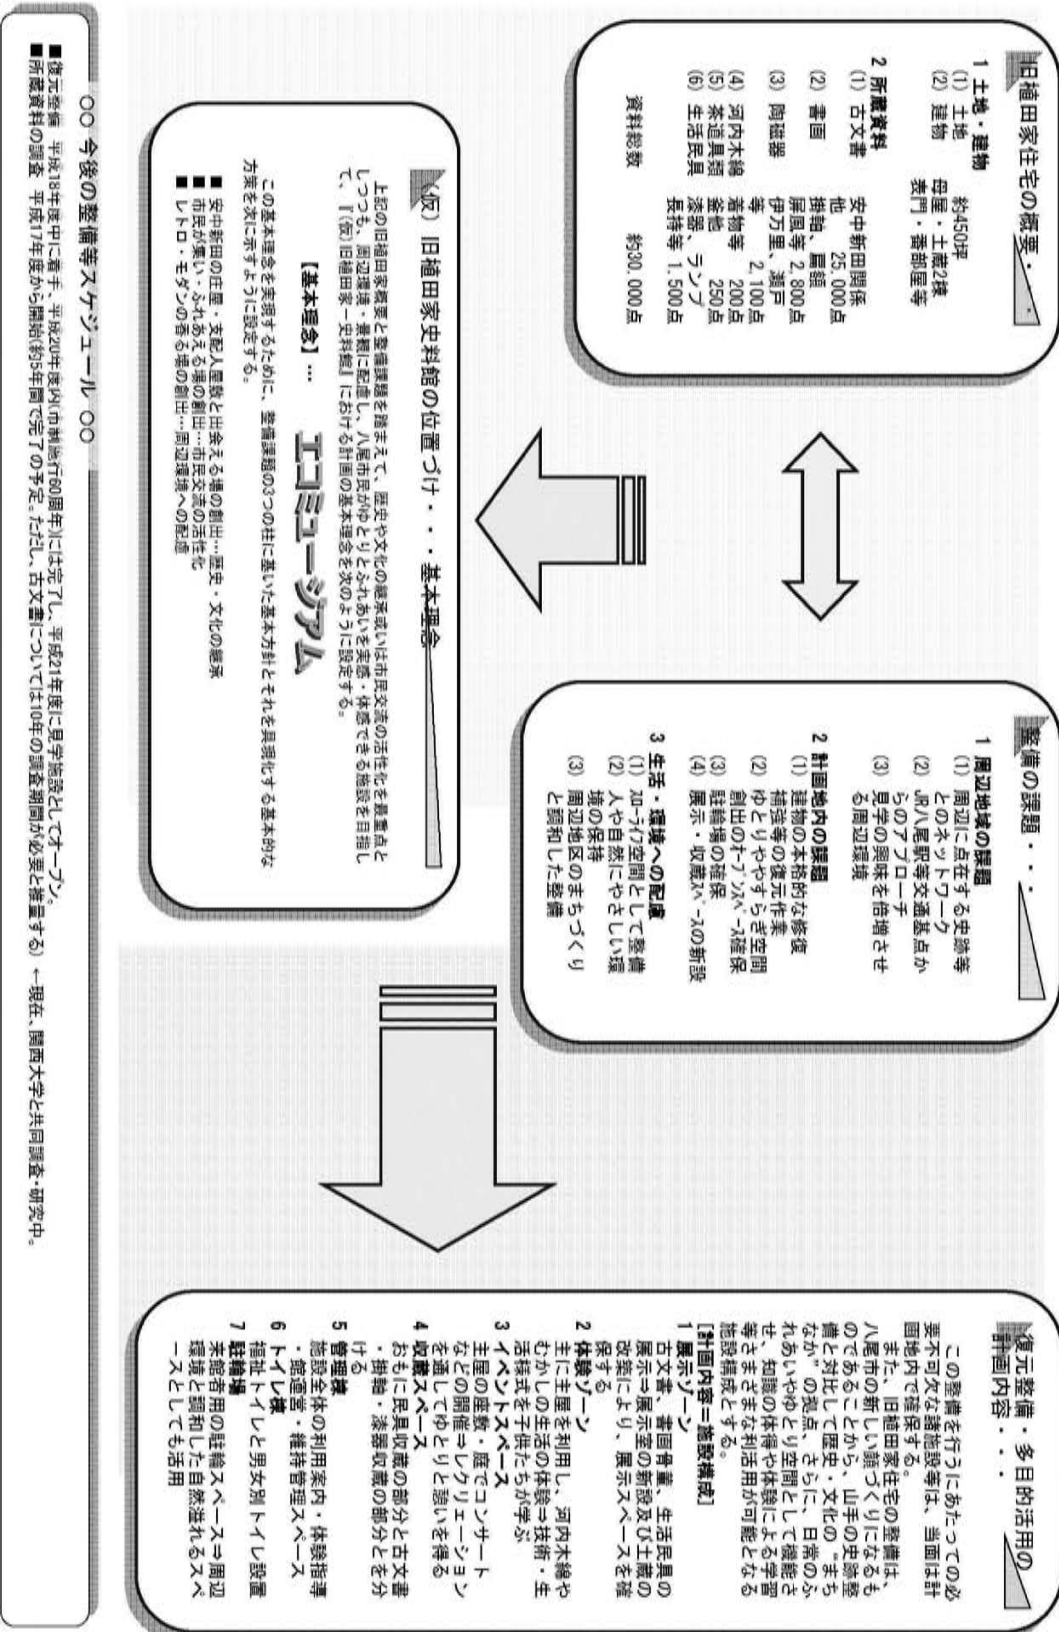 旧植田家住宅の概要・・
1 土地・建物
(1) 土地 約450坪
(2) 建物 母屋・土蔵2棟
表門・番部屋等
2 所蔵資料
(1) 古文書 安中新田関係
他 25,000点
(2) 書画 掛軸、扁額
屏風等 2,800点
(3) 陶磁器 伊万里、瀬戸
等 2,100点
(4) 河内木綿 着物等 200点
(5) 茶道具類 釜他 250点
(6) 生活民具 漆器、ランプ
長持等 1,500点
資料総数 約30,000点
整備の課題・・・
1 周辺地域の課題
(1) 周辺に点在する史跡等
とのネットワーク
(2) JR八尾駅等交通基点か
らのアプローチ
(3) 見学の興味を倍増させ
る周辺環境
2 計画地内の課題
(1) 建物の本格的な修復
補強等の復元作業
(2) ゆとりややすらぎ空間
創出のオープンスペース確保
(3) 駐輪場の確保
(4) 展示・収蔵スペースの新設
3 生活・環境への配慮
(1) スローライフ空間として整備
(2) 人や自然にやさしい環
境の保持
(3) 周辺地区のまちづくり
と調和した整備
(仮)旧植田家史料館の位置づけ・・・基本理念
上記の旧植田家概要と整備課題を踏まえて、歴史や文化の継承或いは市民交流の活性化を最重点と
しつつも、周辺環境・景観に配慮し、八尾市民がゆとりとふれあいを実感・体感できる施設を目指し
て、『(仮)旧植田家―史料館』における計画の基本理念を次のように設定する。
【基本理念】… エコミュージアム
この基本理念を実現するために、整備課題の3つの柱に基いた基本方針とそれを具現化する基本的な
方策を次に示すように設定する。
■ 安中新田の庄屋・支配人屋敷と出会える場の創出…歴史・文化の継承
■ 市民が集い・ふれあえる場の創出…市民交流の活性化
■ レトロ・モダンの香る場の創出…周辺環境への配慮
復元整備・多目的活用の
計画内容・・・
この整備を行うにあたっての必
要不可欠な諸施設等は、当面は計
画地内で確保する。
また、旧植田家住宅の整備は、
八尾市の新しい顔づくりになるも
のであることから、山手の史跡整
備と対比して歴史・文化の“まち
なか”の拠点、さらに、日常のふ
れあいやゆとり空間として機能さ
せ、知識の体得や体験による学習
等さまざまな利活用が可能となる
施設構成とする。
[計画内容＝施設構成]
1 展示ゾーン
古文書、書画骨董、生活民具の
展示⇒展示室の新設及び土蔵の
改築により、展示スペースを確
保する
2 体験ゾーン
主に主屋を利用し、河内木綿や
むかしの生活の体験⇒技術・生
活様式を子供たちが学ぶ
3 イベントスペース
主屋の座敷・庭でコンサート
などの開催⇒レクリェーション
を通してゆとりと憩いを得る
4 収蔵スペース
おもに民具収蔵の部分と古文書
・掛軸・漆器収蔵の部分とを分
ける
5 管理棟
施設全体の利用案内・体験指導
・館運営・維持管理スペース
6 トイレ棟
福祉トイレと男女別トイレ設置
7 駐輪場
来館者用の駐輪スペース⇒周辺
環境と調和した自然溢れるスペ
ースとしても活用
○○ 今後の整備等スケジュール ○○
■復元整備 平成18年度中に着手、平成20年度内(市制施行60周年)には完了し、平成21年度に見学施設としてオープン。
■所蔵資料の調査 平成17年度から開始(約5年間で完了の予定。ただし、古文書については10年の調査期間が必要と推量する) ←現在、関西大学と共同調査・研究中。